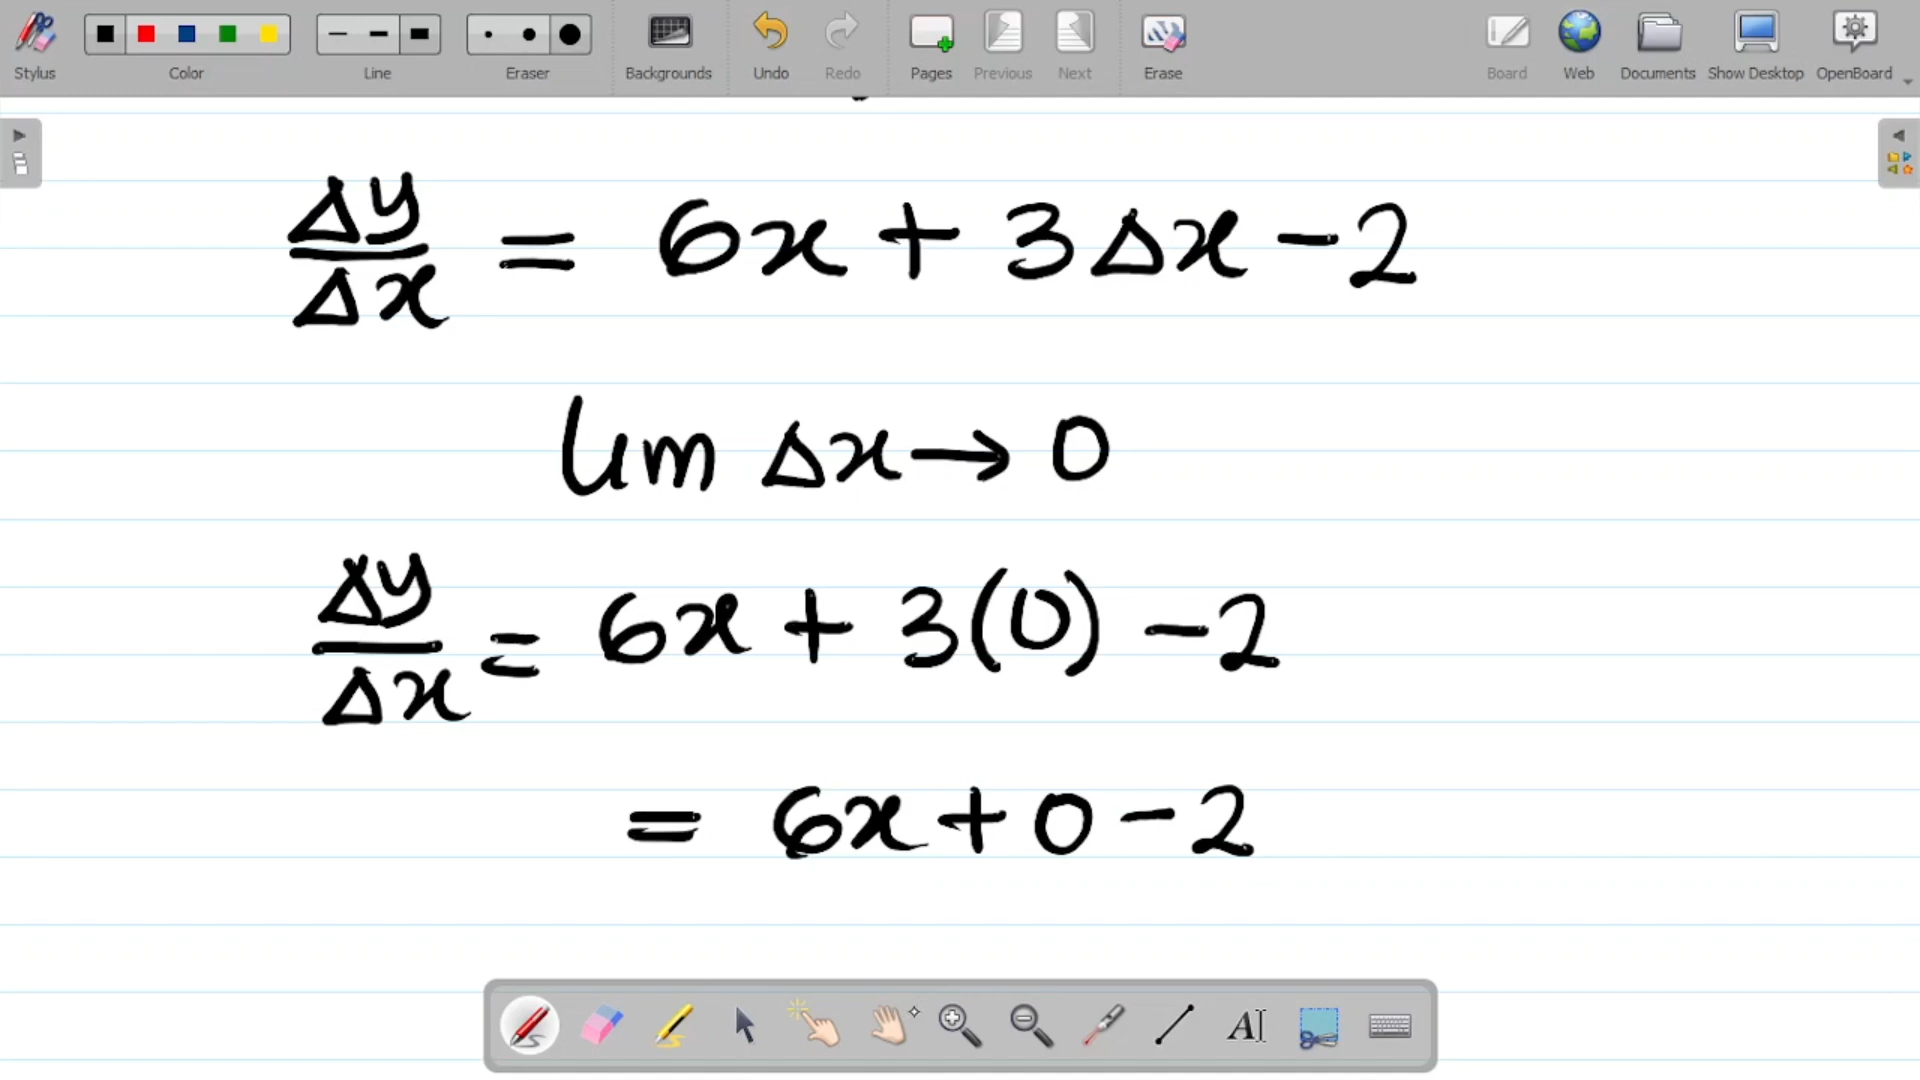 Stylus Color Line Eraser Backgrounds Undo Redo Pages Previous Next Erase Board Web Documents Show Desktop OpenBoard
Δy/Δx = 6x + 3Δx - 2
lim Δx → 0
Δy/Δx = 6x + 3(0) - 2
= 6x + 0 - 2